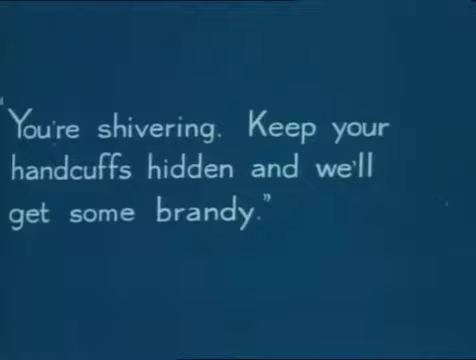 "You're shivering. Keep your
handcuffs hidden and we'll
get some brandy."